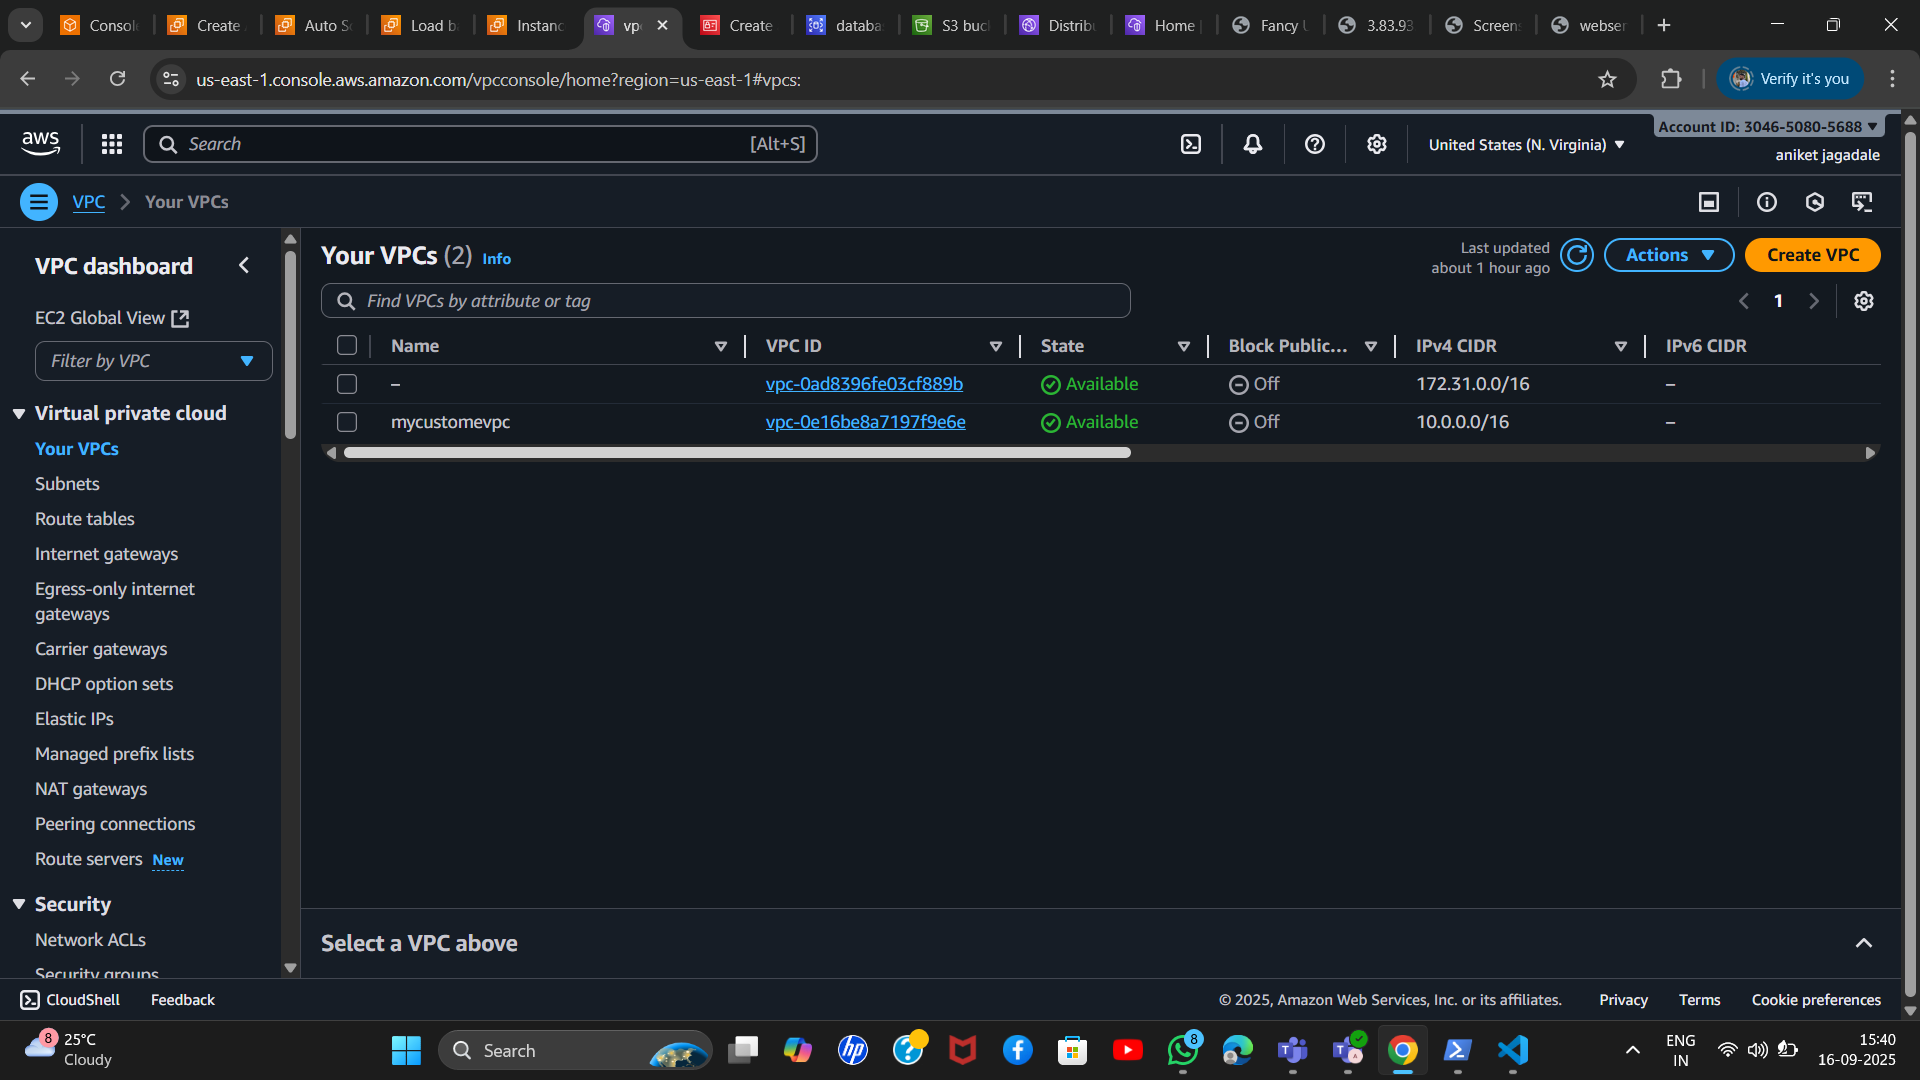 Consol
Create
Auto Sc
Load b
Instanc
vp
Create
databa
S3 buc
Distribu
Home
Fancy U
3.83.93
Screens
webser
us-east-1.console.aws.amazon.com/vpcconsole/home?region=us-east-1#vpcs:
Verify it's you
aws
Search
[Alt+S]
United States (N. Virginia)
Account ID: 3046-5080-5688
aniket jagadale
VPC
Your VPCs
VPC dashboard
EC2 Global View
Filter by VPC
Virtual private cloud
Your VPCs
Subnets
Route tables
Internet gateways
Egress-only internet
gateways
Carrier gateways
DHCP option sets
Elastic IPs
Managed prefix lists
NAT gateways
Peering connections
Route servers New
Security
Network ACLs
Security groups
Your VPCs (2) Info
Last updated
about 1 hour ago
Actions
Create VPC
Find VPCs by attribute or tag
1
Name VPC ID State Block Public... IPv4 CIDR IPv6 CIDR
– vpc-0ad8396fe03cf889b Available Off 172.31.0.0/16 –
mycustomevpc vpc-0e16be8a7197f9e6e Available Off 10.0.0.0/16 –
Select a VPC above
CloudShell
Feedback
© 2025, Amazon Web Services, Inc. or its affiliates.
Privacy
Terms
Cookie preferences
8
25°C
Cloudy
Search
hp
8
ENG
IN
15:40
16-09-2025